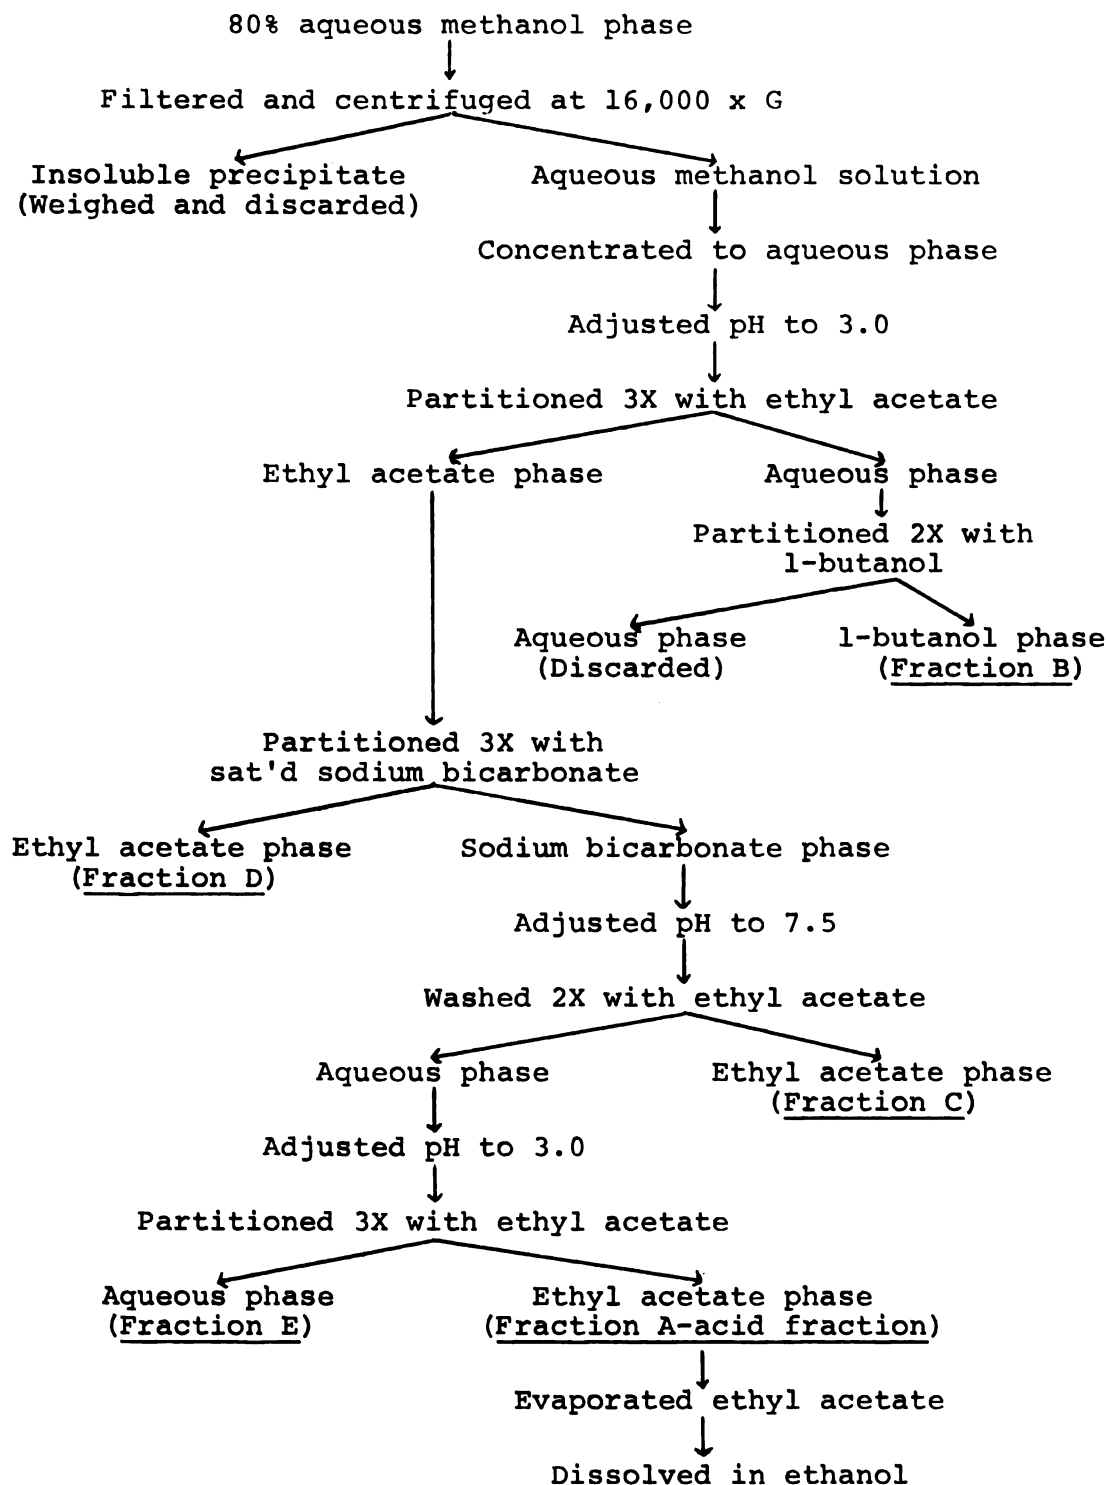 80% aqueous methanol phase
Filtered and centrifuged at 16,000 x G
Insoluble precipitate
(Weighed and discarded)
Aqueous methanol solution
Concentrated to aqueous phase
Adjusted pH to 3.0
Partitioned 3X with ethyl acetate
Ethyl acetate phase
Aqueous phase
Partitioned 2X with
1-butanol
Aqueous phase
(Discarded)
1-butanol phase
(Fraction B)
Partitioned 3X with
sat'd sodium bicarbonate
Ethyl acetate phase
(Fraction D)
Sodium bicarbonate phase
Adjusted pH to 7.5
Washed 2X with ethyl acetate
Aqueous phase
Ethyl acetate phase
(Fraction C)
Adjusted pH to 3.0
Partitioned 3X with ethyl acetate
Aqueous phase
(Fraction E)
Ethyl acetate phase
(Fraction A-acid fraction)
Evaporated ethyl acetate
Dissolved in ethanol